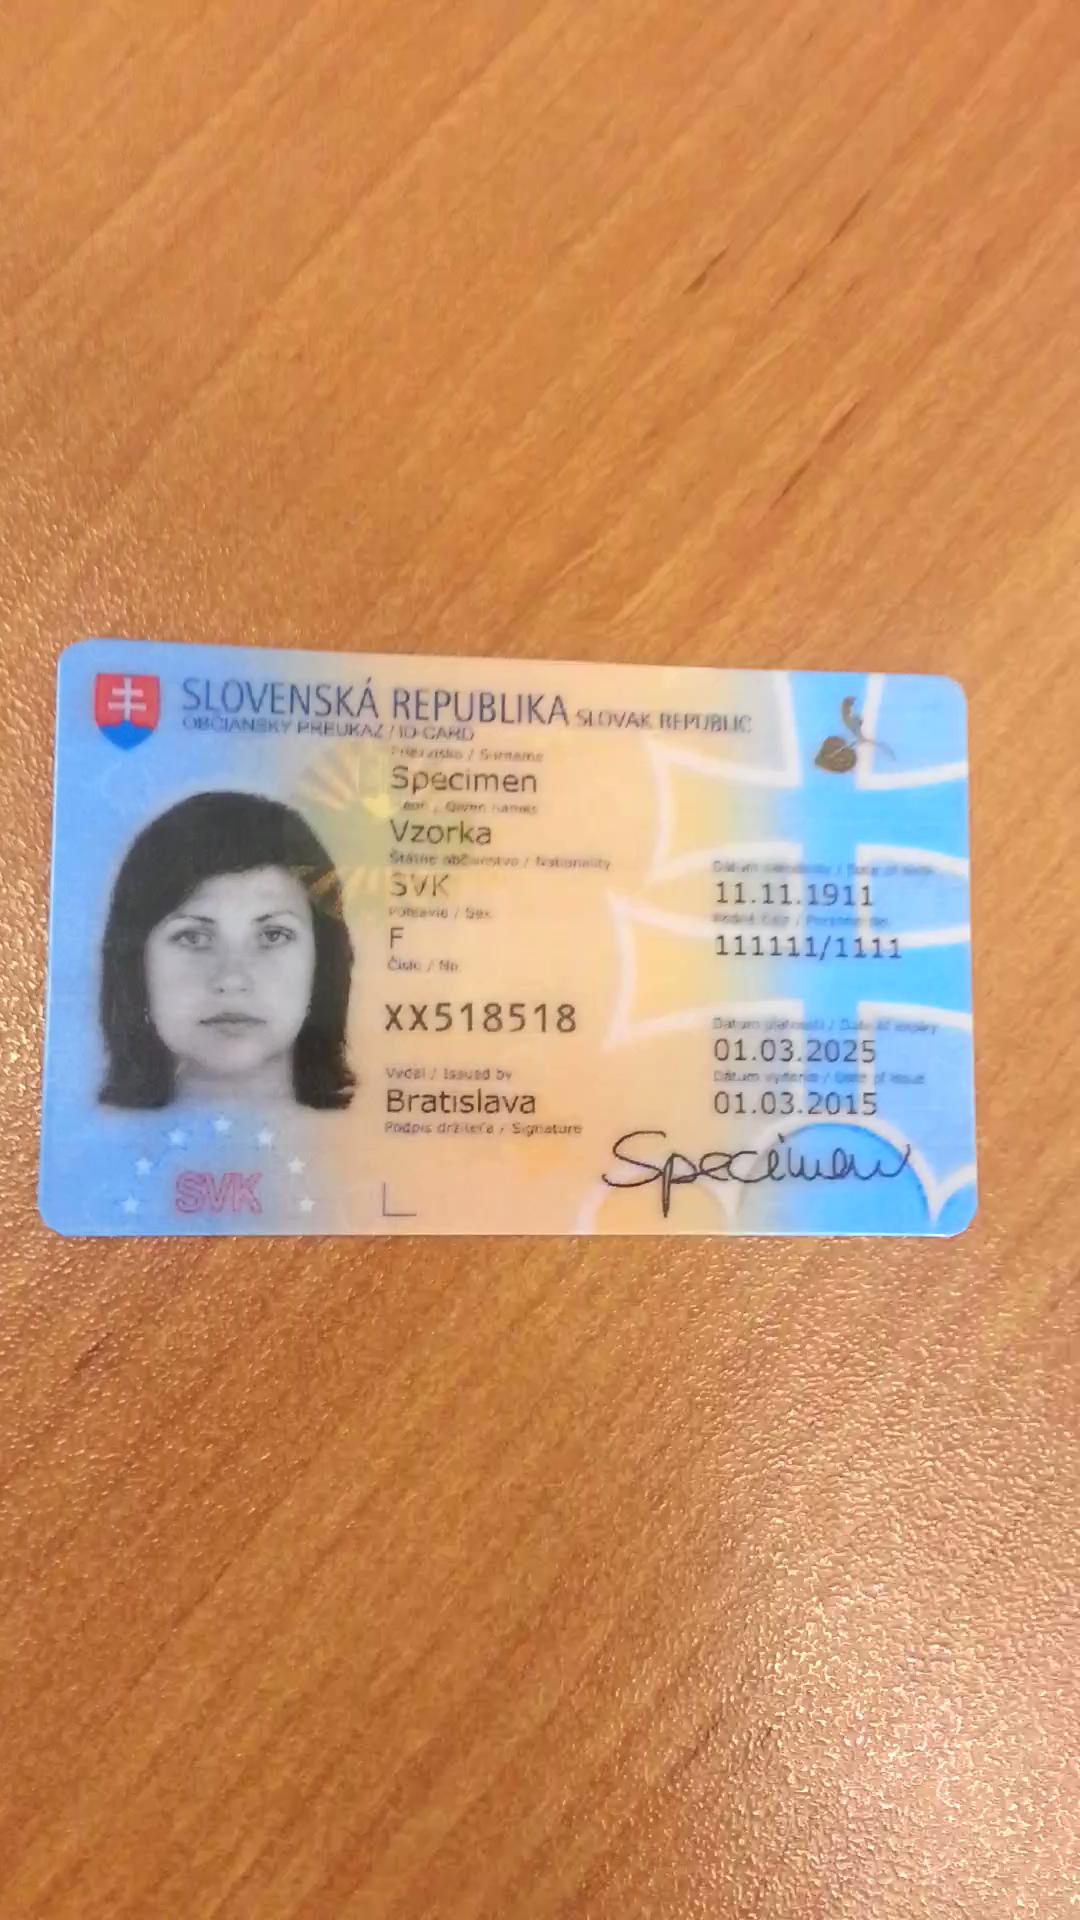 SLOVENSKÁ REPUBLIKA SLOVAK REPUBLIC
OBČIANSKY PREUKAZ / ID CARD
Priezvisko / Surname
Specimen
Given names
Vzorka
Štátne občianstvo / Nationality
SVK
Pohlavie / Sex
F
Číslo / No.
XX518518
Vydal / Issued by
Bratislava
Podpis držiteľa / Signature
Dátum narodenia / Date of birth
11.11.1911
Rodné číslo / Personal No.
111111/1111
Dátum platnosti / Date of expiry
01.03.2025
Dátum vydania / Date of issue
01.03.2015
Specimen
SVK
L